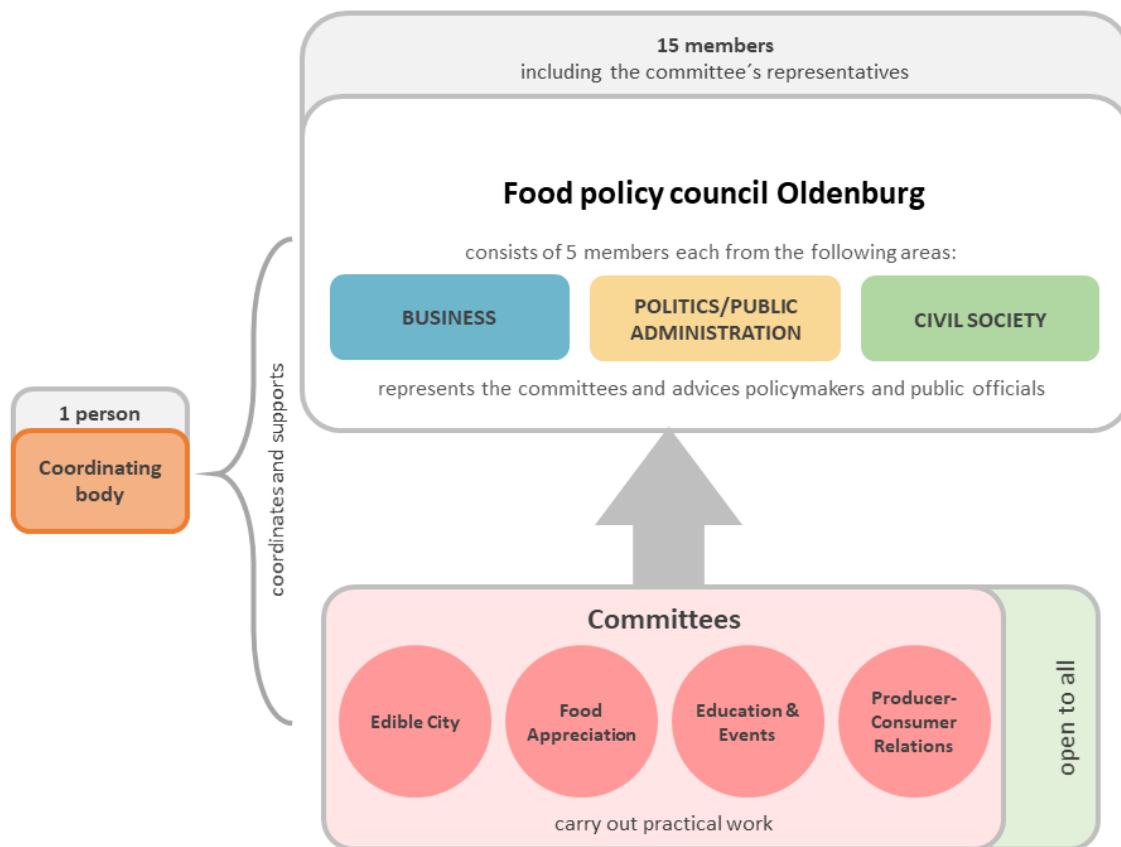 15 members
including the committee´s representatives
Food policy council Oldenburg
consists of 5 members each from the following areas:
BUSINESS
POLITICS/PUBLIC
ADMINISTRATION
CIVIL SOCIETY
represents the committees and advices policymakers and public officials
1 person
Coordinating
body
coordinates and supports
Committees
Edible City
Food
Appreciation
Education &
Events
Producer-
Consumer
Relations
carry out practical work
open to all